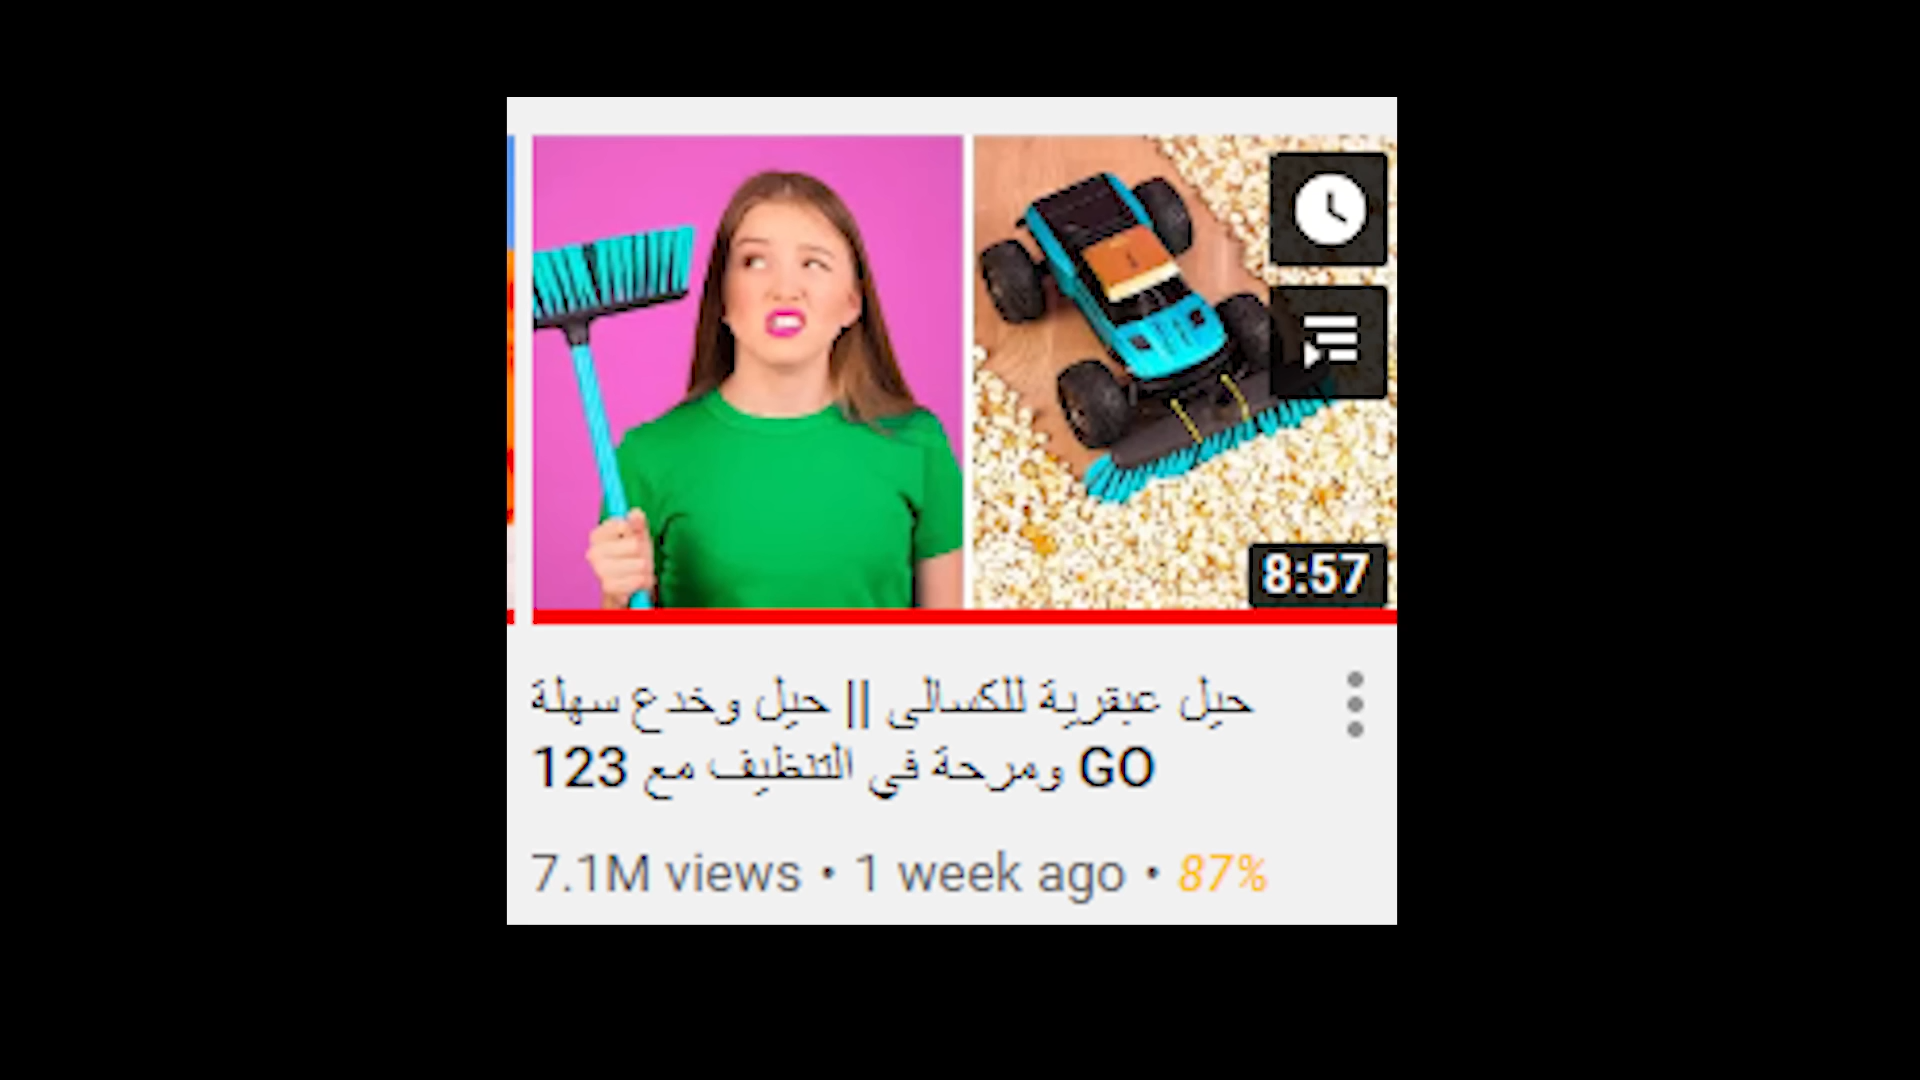 8:57
حيل عبقرية للكسالى || حيل وخدع سهلة
ومرحة في التنظيف مع 123 GO
7.1M views • 1 week ago • 87%